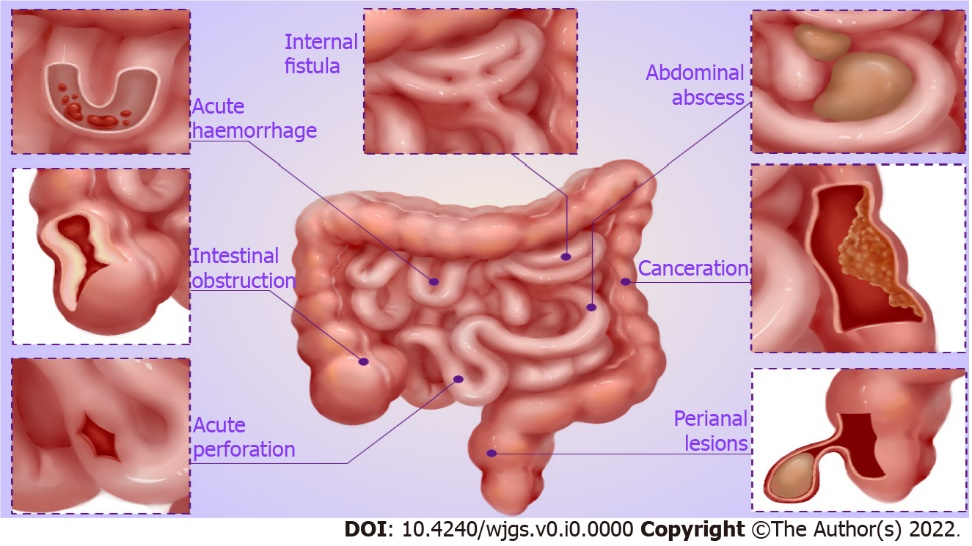 Internal
fistula
Abdominal
abscess
Acute
haemorrhage
Intestinal
obstruction
Canceration
Acute
perforation
Perianal
lesions
DOI: 10.4240/wjgs.v0.i0.0000 Copyright ©The Author(s) 2022.